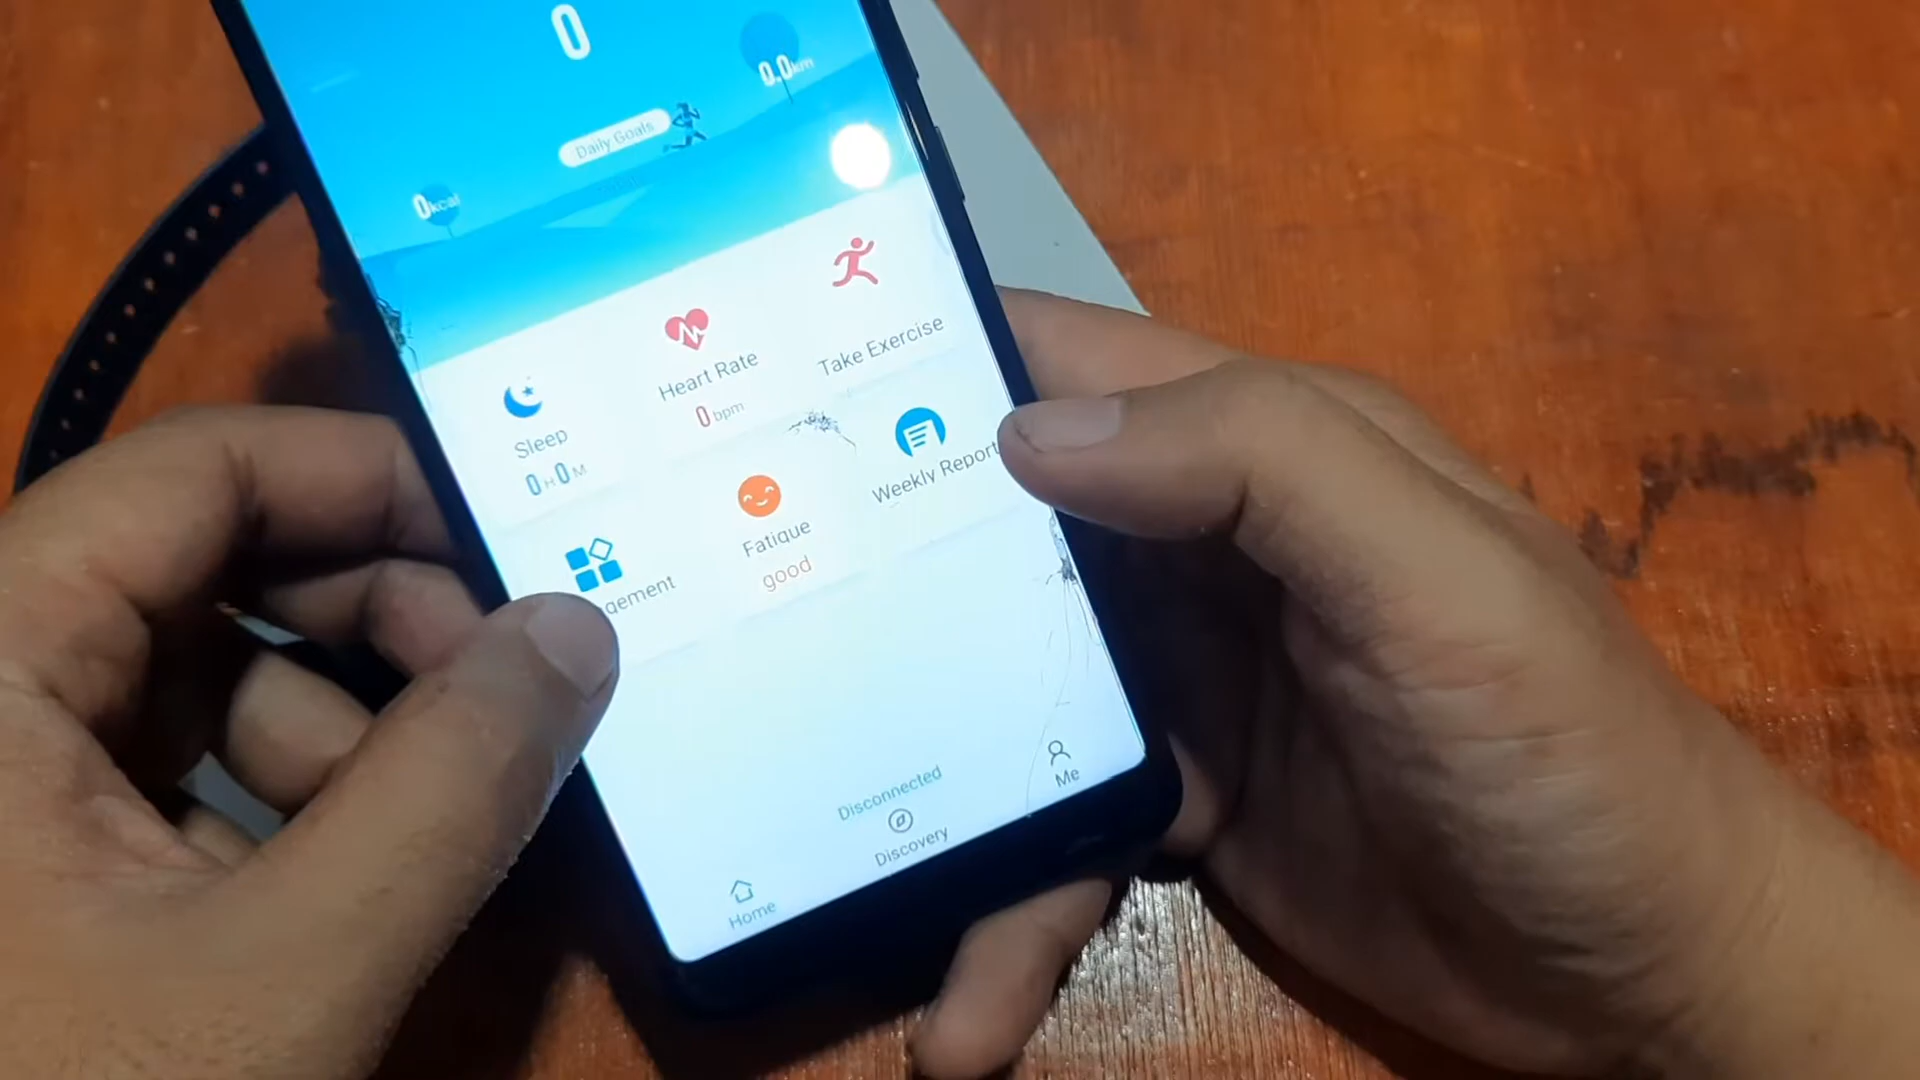 0
0.0km
Daily Goals
0kcal
Take Exercise
Heart Rate
0 bpm
Sleep
0 H 0 M
Weekly Report
Fatique
good
gement
Disconnected
Me
Discovery
Home